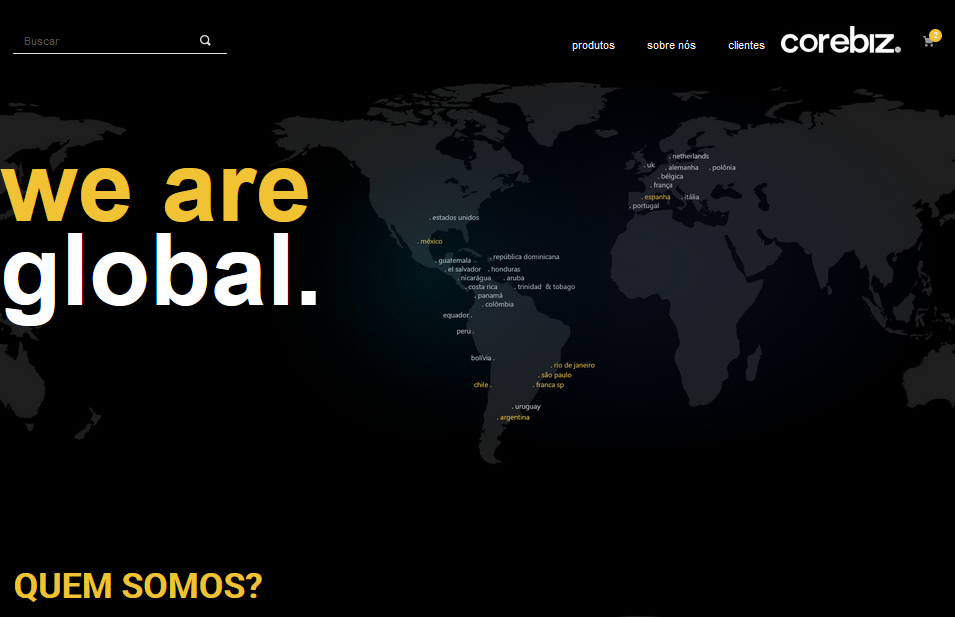 Buscar
produtos
sobre nós
clientes
corebiz.
2
we are
global.
. netherlands
. uk
. alemanha
. polônia
. bélgica
. frança
. espanha
. itália
. portugal
. estados unidos
. méxico
. república dominicana
. guatemala
. el salvador
. honduras
. nicarágua
. aruba
. costa rica
. trinidad & tobago
. panamá
. colômbia
equador .
peru .
bolívia .
. rio de janeiro
. são paulo
chile .
. franca sp
. uruguay
. argentina
QUEM SOMOS?